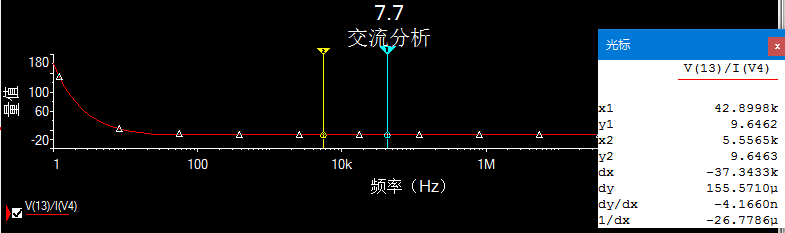 7.7
交流分析
量值
180
100
60
-20
1
100
10k
1M
频率（Hz）
V(13)/I(V4)
光标
x
V(13)/I(V4)
x1 42.8998k
y1 9.6462
x2 5.5565k
y2 9.6463
dx -37.3433k
dy 155.5710µ
dy/dx -4.1660n
1/dx -26.7786µ